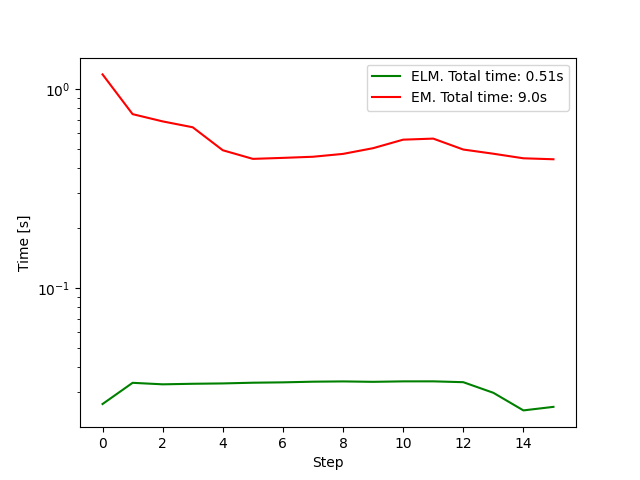 ELM. Total time: 0.51s
EM. Total time: 9.0s
10⁰
10⁻¹
Time [s]
0 2 4 6 8 10 12 14
Step